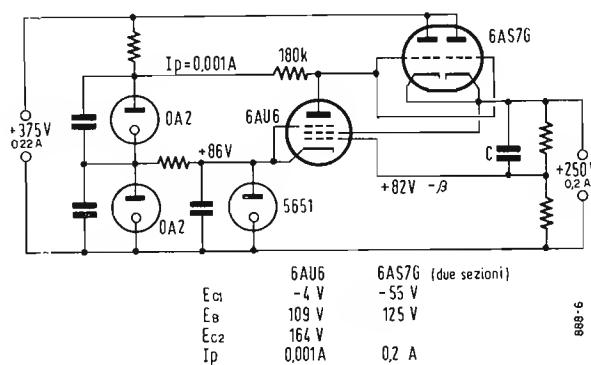 6AS7G
180k
Ip=0,001A
6AU6
0A2
+375V
0.22A
+86V
C
+250V
0,2 A
+82V -β
0A2
5651
6AU6 6AS7G (due sezioni)
Ec1 -4 V -55 V
EB 109 V 125 V
Ec2 164 V
Ip 0,001A 0,2 A
888-6